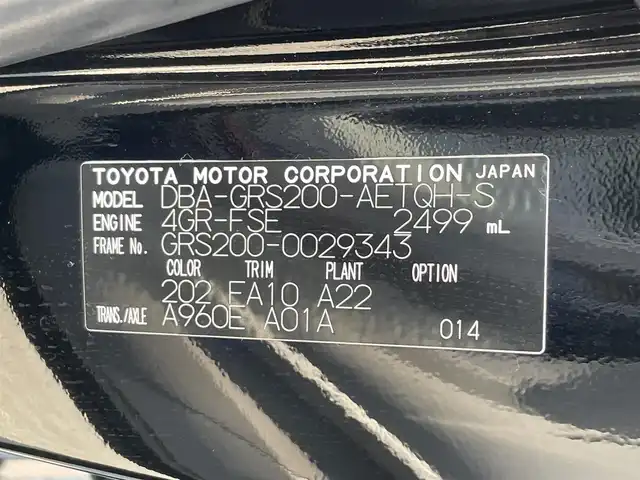 TOYOTA MOTOR CORPORATION JAPAN
MODEL DBA-GRS200-AETQH-S
ENGINE 4GR-FSE 2499 mL
FRAME No. GRS200-0029343
COLOR TRIM PLANT OPTION
202 FA10 A22
TRANS./AXLE A960E A01A 014